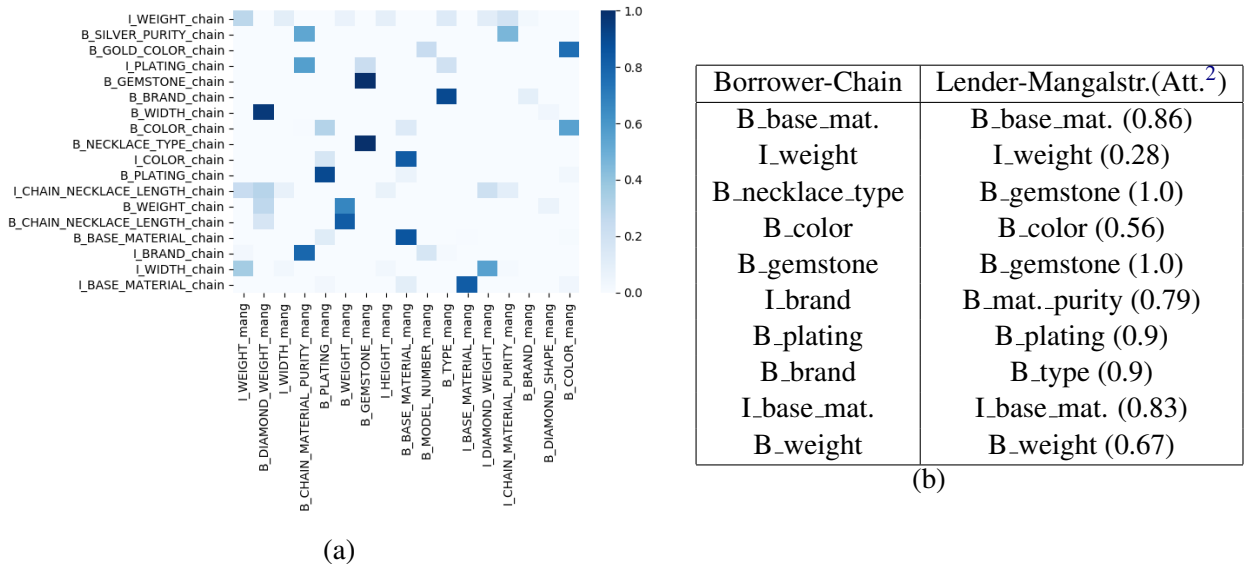 I_WEIGHT_chain
B_SILVER_PURITY_chain
B_GOLD_COLOR_chain
I_PLATING_chain
B_GEMSTONE_chain
B_BRAND_chain
B_WIDTH_chain
B_COLOR_chain
B_NECKLACE_TYPE_chain
I_COLOR_chain
B_PLATING_chain
I_CHAIN_NECKLACE_LENGTH_chain
B_WEIGHT_chain
B_CHAIN_NECKLACE_LENGTH_chain
B_BASE_MATERIAL_chain
I_BRAND_chain
I_WIDTH_chain
I_BASE_MATERIAL_chain
I_WEIGHT_mang
B_DIAMOND_WEIGHT_mang
I_WIDTH_mang
B_CHAIN_MATERIAL_PURITY_mang
B_PLATING_mang
B_WEIGHT_mang
B_GEMSTONE_mang
I_HEIGHT_mang
B_BASE_MATERIAL_mang
B_MODEL_NUMBER_mang
B_TYPE_mang
I_BASE_MATERIAL_mang
I_DIAMOND_WEIGHT_mang
I_CHAIN_MATERIAL_PURITY_mang
B_BRAND_mang
B_DIAMOND_SHAPE_mang
B_COLOR_mang
1.0
0.8
0.6
0.4
0.2
0.0
(a)
Borrower-Chain Lender-Mangalstr.(Att.²)
B_base_mat. B_base_mat. (0.86)
I_weight I_weight (0.28)
B_necklace_type B_gemstone (1.0)
B_color B_color (0.56)
B_gemstone B_gemstone (1.0)
I_brand B_mat._purity (0.79)
B_plating B_plating (0.9)
B_brand B_type (0.9)
I_base_mat. I_base_mat. (0.83)
B_weight B_weight (0.67)
(b)